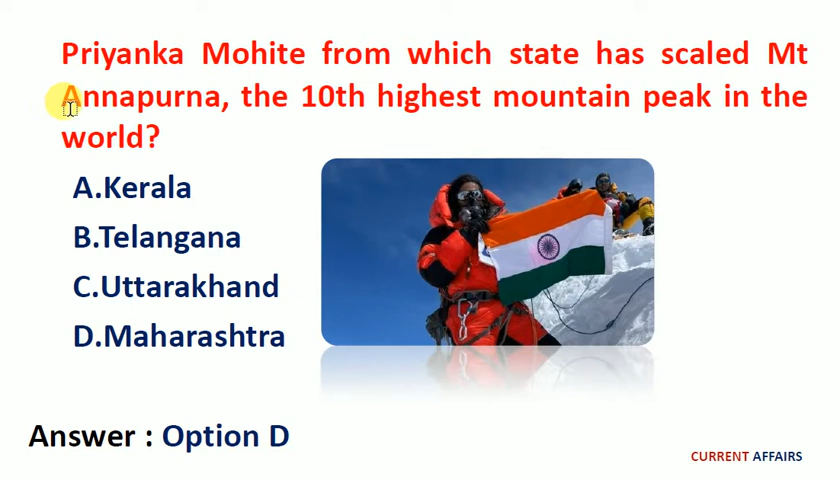 Priyanka Mohite from which state has scaled Mt
Annapurna, the 10th highest mountain peak in the
world?
A.Kerala
B.Telangana
C.Uttarakhand
D.Maharashtra
Answer : Option D
CURRENT AFFAIRS